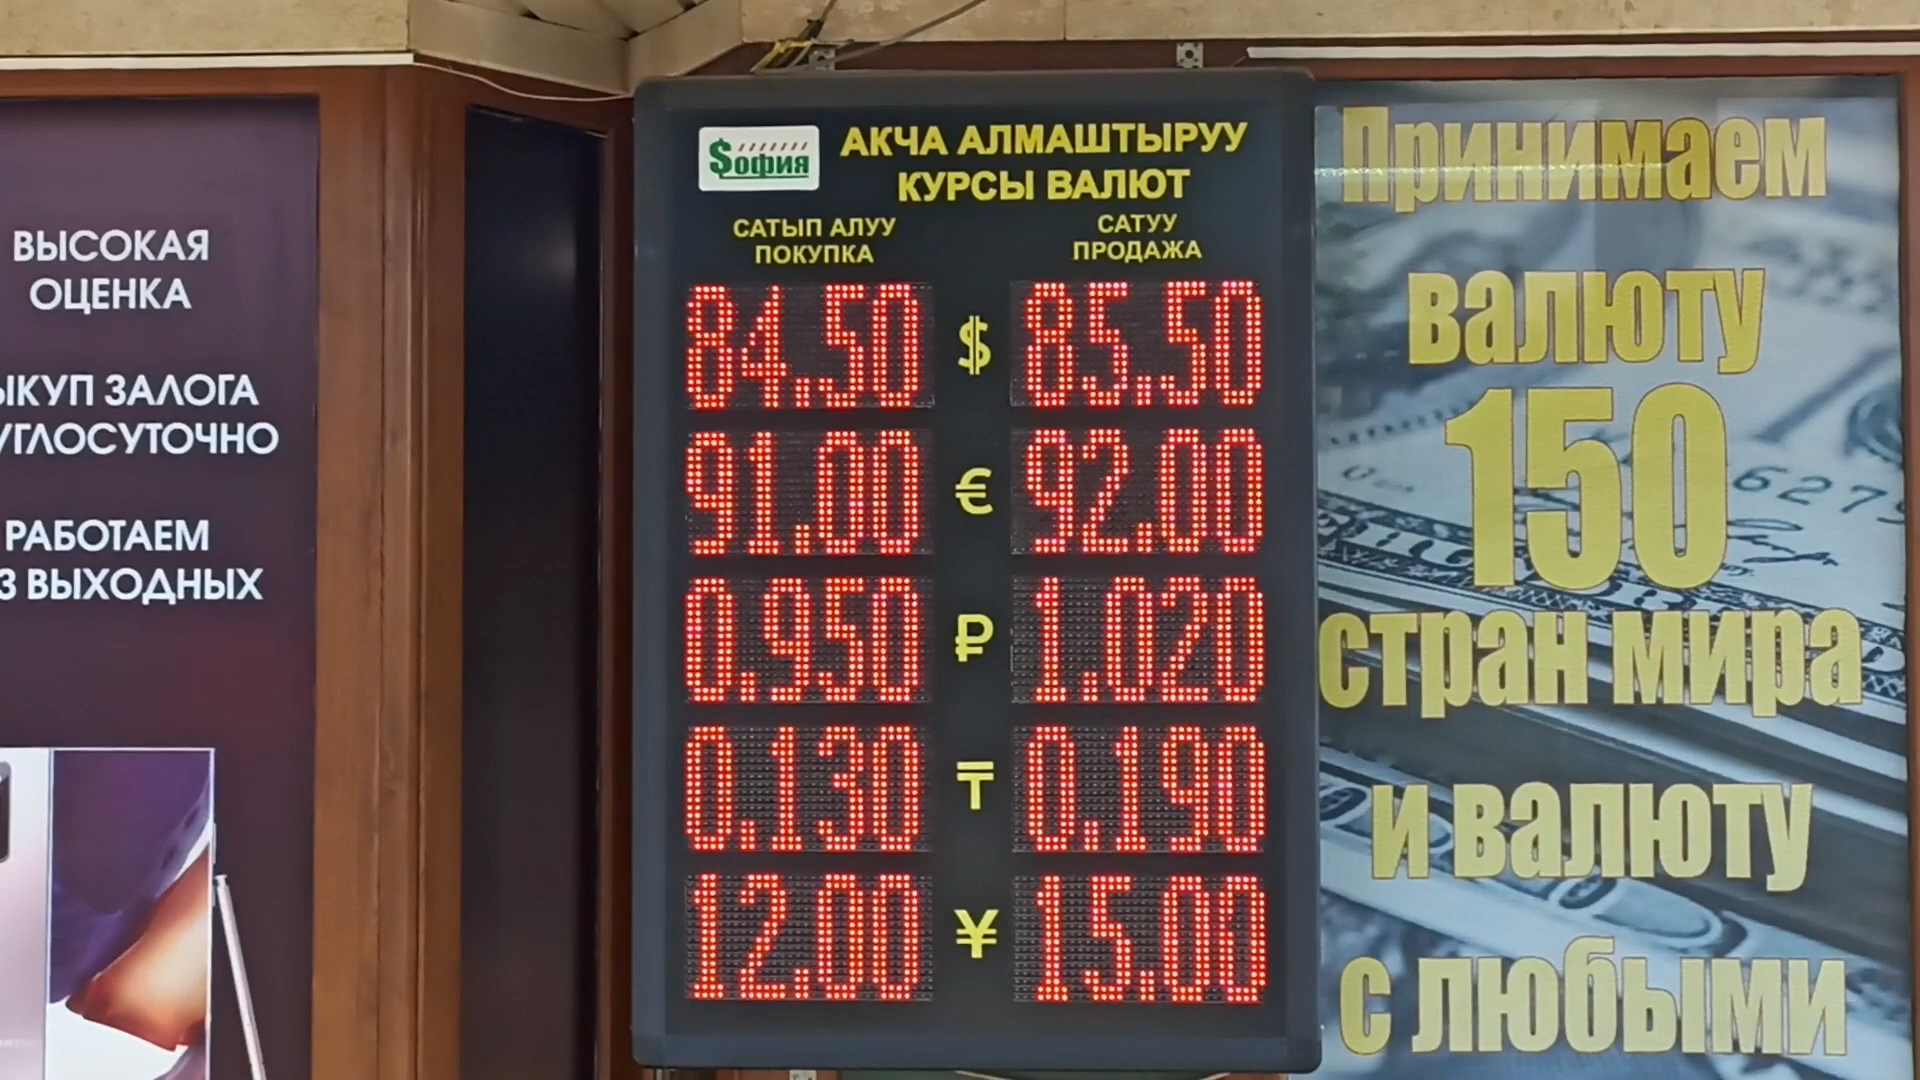 ВЫСОКАЯ
ОЦЕНКА
ЗАЛОГА
РАБОТАЕМ
ВЫХОДНЫХ
$офия
АКЧА АЛМАШТЫРУУ
КУРСЫ ВАЛЮТ
САТЫП АЛУУ САТУУ
ПОКУПКА ПРОДАЖА
84.50 $ 85.50
91.00 € 92.00
0.950 ₽ 1.020
0.130 ₸ 0.190
12.00 ¥ 15.00
Принимаем
валюту
150
стран мира
и валюту
с любыми